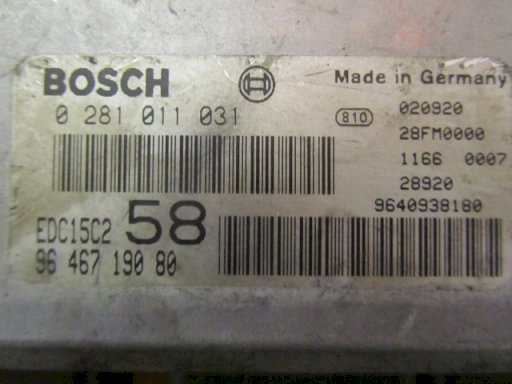 BOSCH
Made in Germany
0 281 011 031
810
020920
28FM0000
1166 0007
28920
9640938180
EDC15C2
58
96 467 190 80